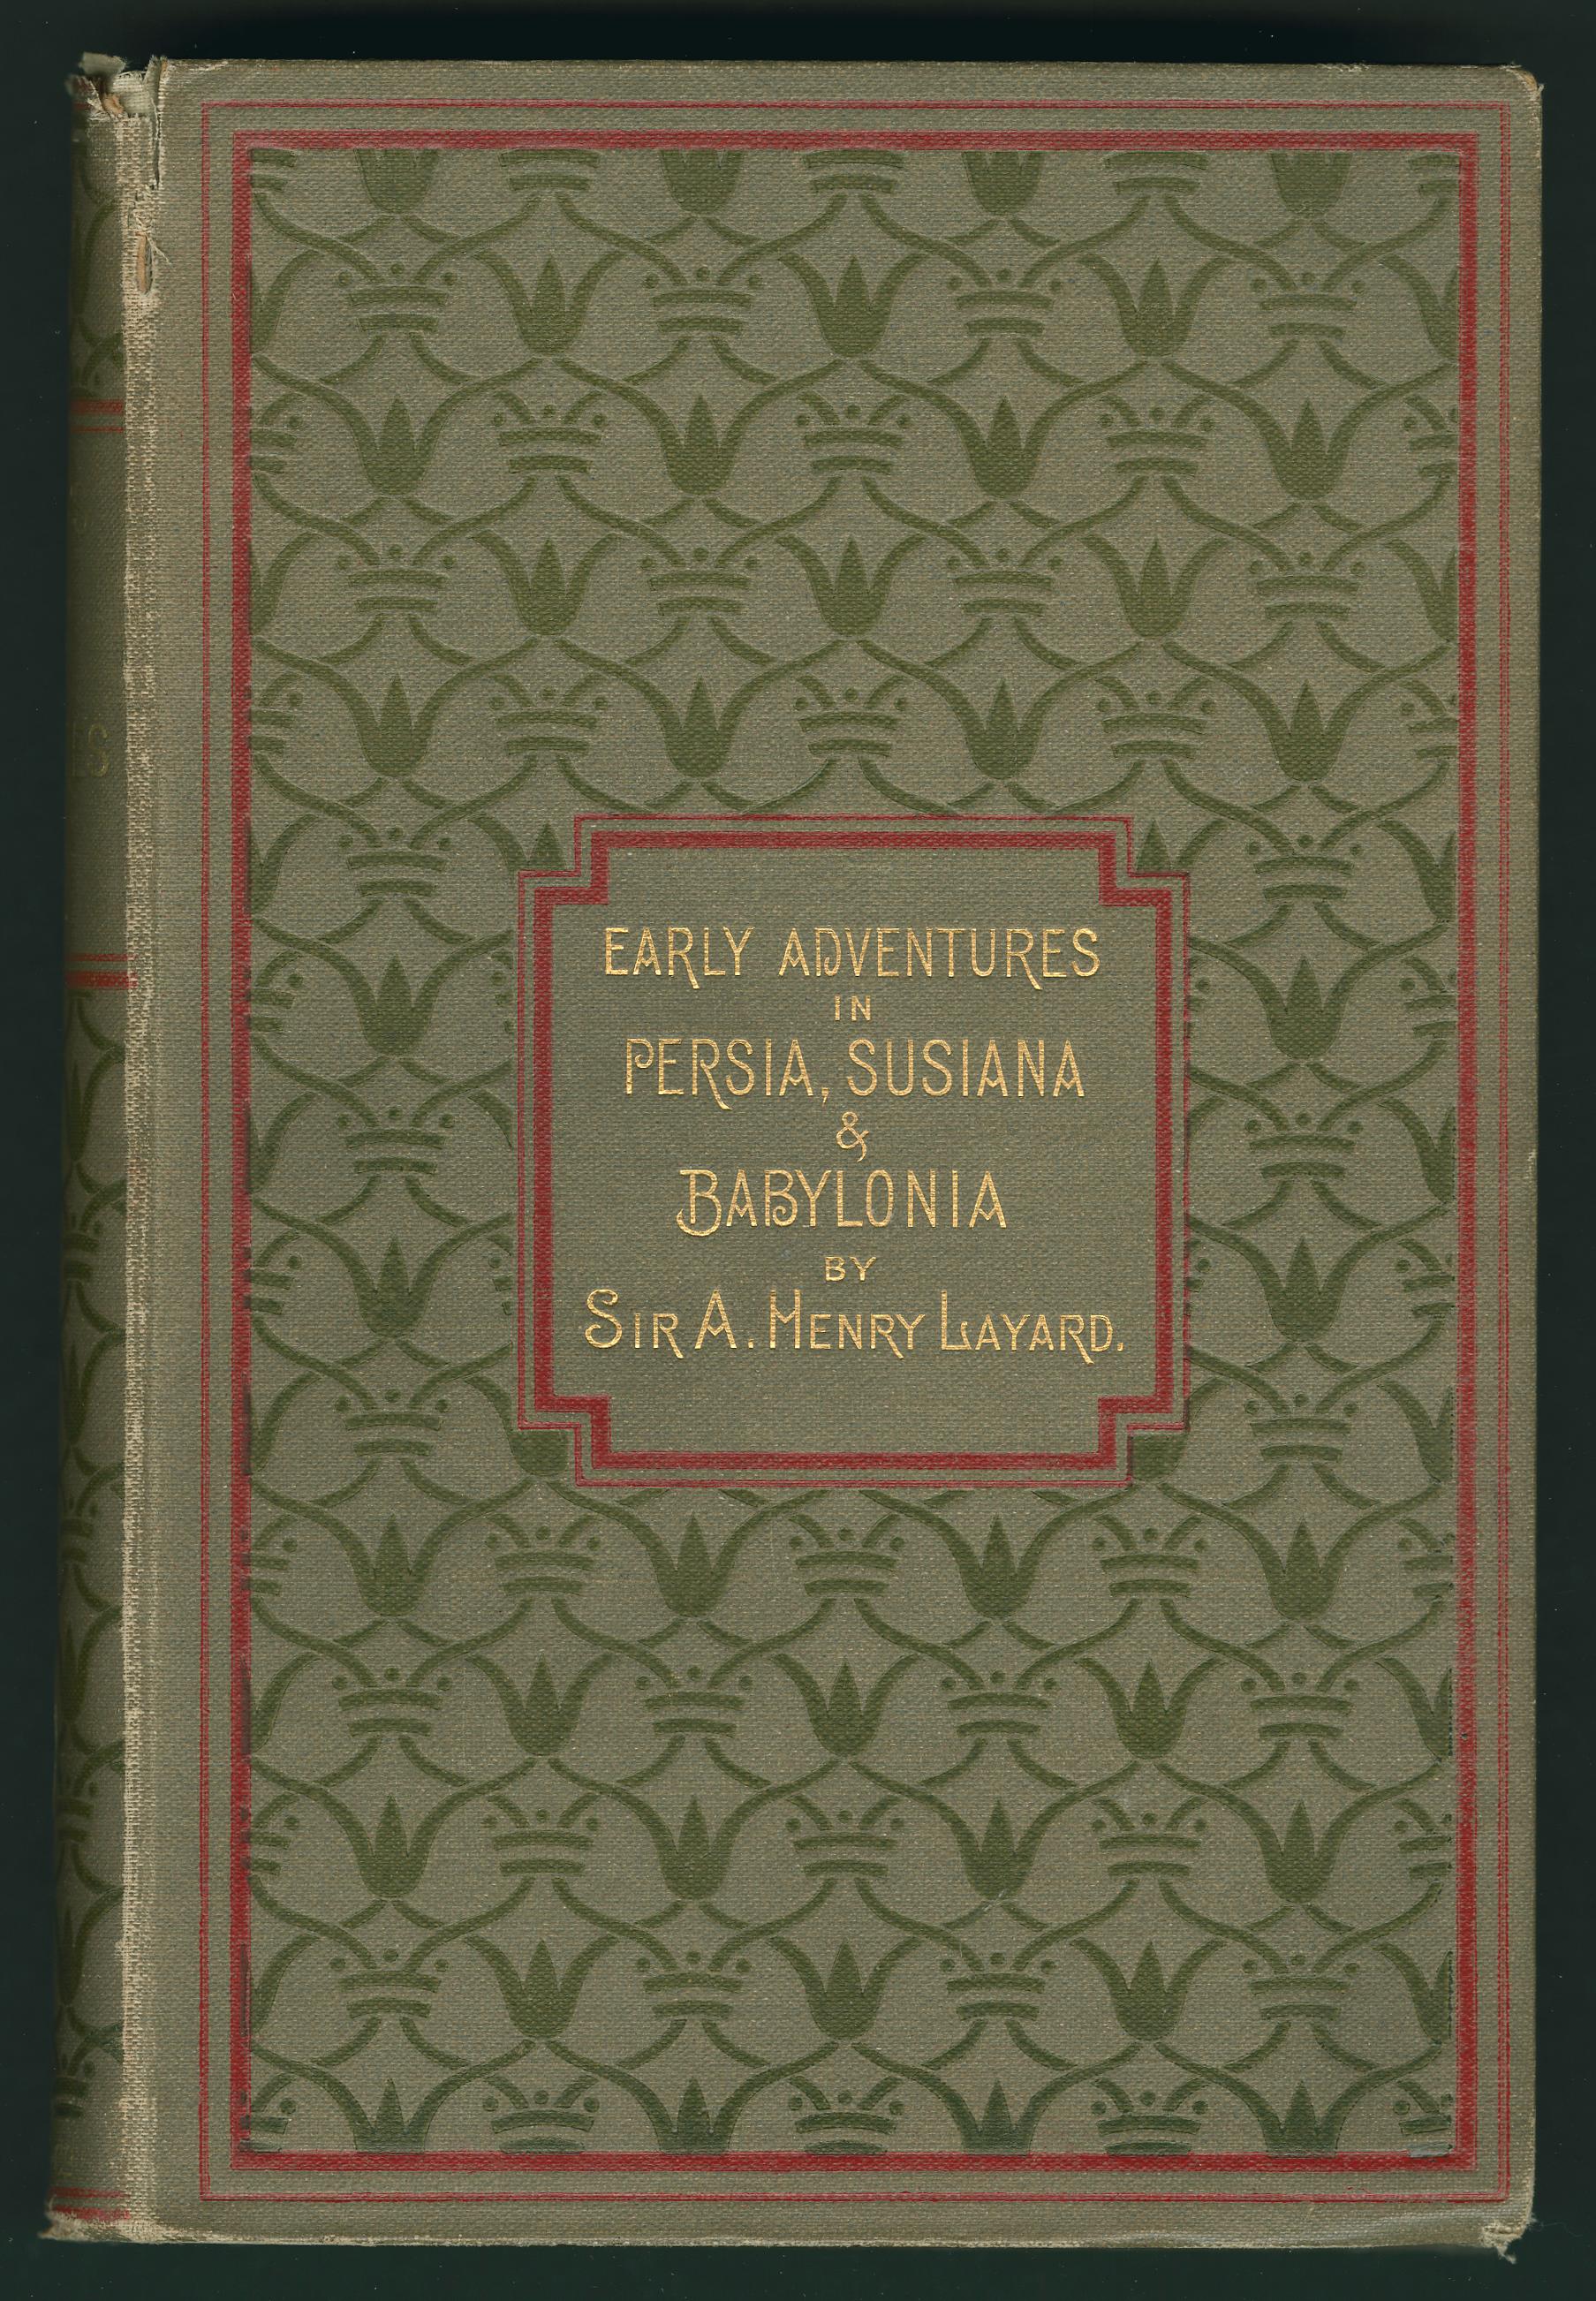 EARLY ADVENTURES
IN
PERSIA, SUSIANA
&
BABYLONIA
BY
SIR A. HENRY LAYARD.